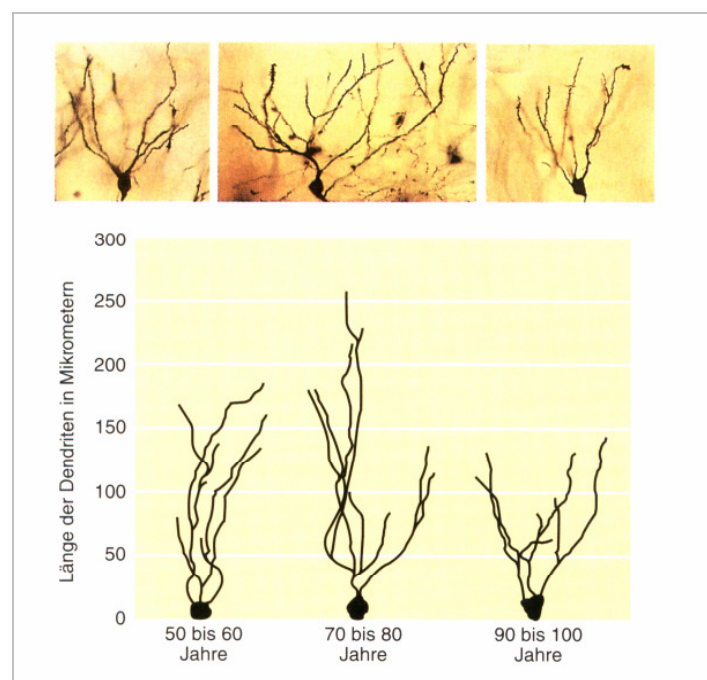 Länge der Dendriten in Mikrometern
300
250
200
150
100
50
0
50 bis 60
Jahre
70 bis 80
Jahre
90 bis 100
Jahre